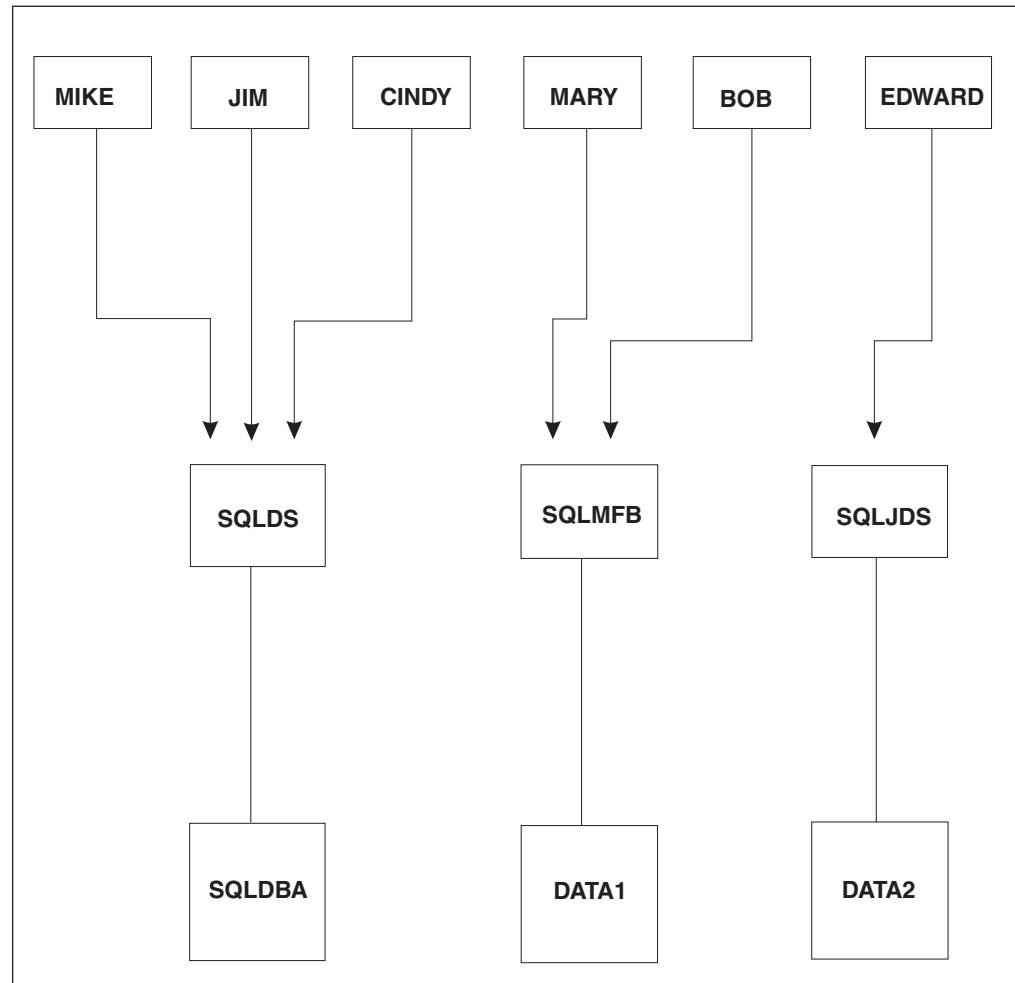 MIKE
JIM
CINDY
MARY
BOB
EDWARD
SQLDS
SQLMFB
SQLJDS
SQLDBA
DATA1
DATA2